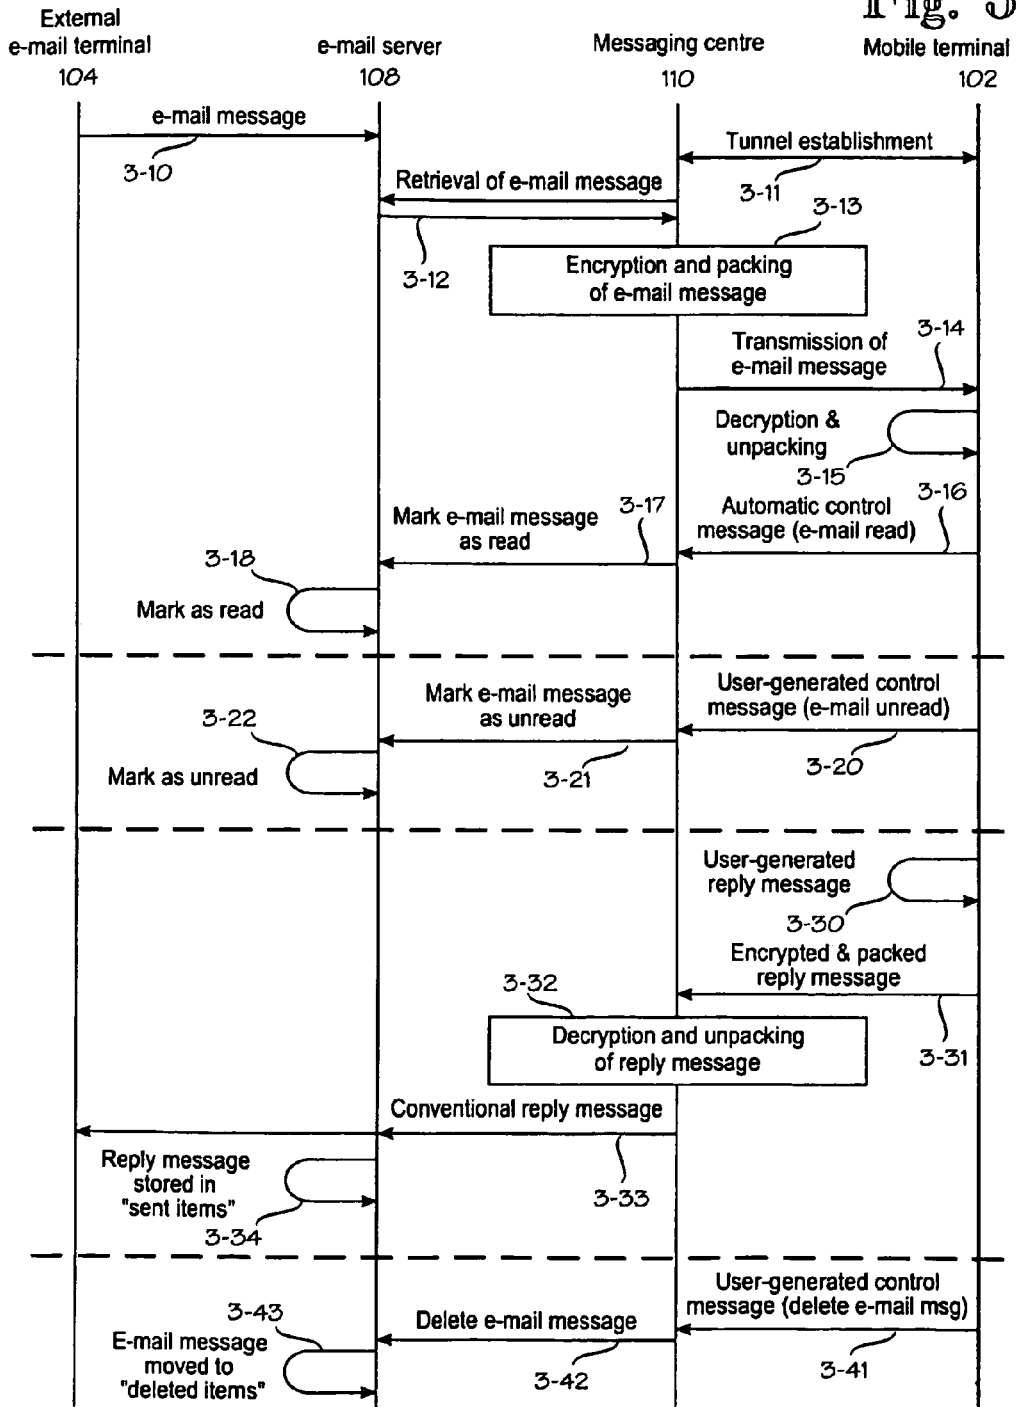 Fig. 3
External
e-mail terminal
104
e-mail server
108
Messaging centre
110
Mobile terminal
102
e-mail message
3-10
Tunnel establishment
3-11
Retrieval of e-mail message
3-12
3-13
Encryption and packing
of e-mail message
3-14
Transmission of
e-mail message
Decryption &
unpacking
3-15
3-16
Automatic control
message (e-mail read)
3-17
Mark e-mail message
as read
3-18
Mark as read
User-generated control
message (e-mail unread)
3-20
Mark e-mail message
as unread
3-21
3-22
Mark as unread
User-generated
reply message
3-30
Encrypted & packed
reply message
3-31
3-32
Decryption and unpacking
of reply message
Conventional reply message
3-33
Reply message
stored in
"sent items"
3-34
User-generated control
message (delete e-mail msg)
3-41
Delete e-mail message
3-42
3-43
E-mail message
moved to
"deleted items"